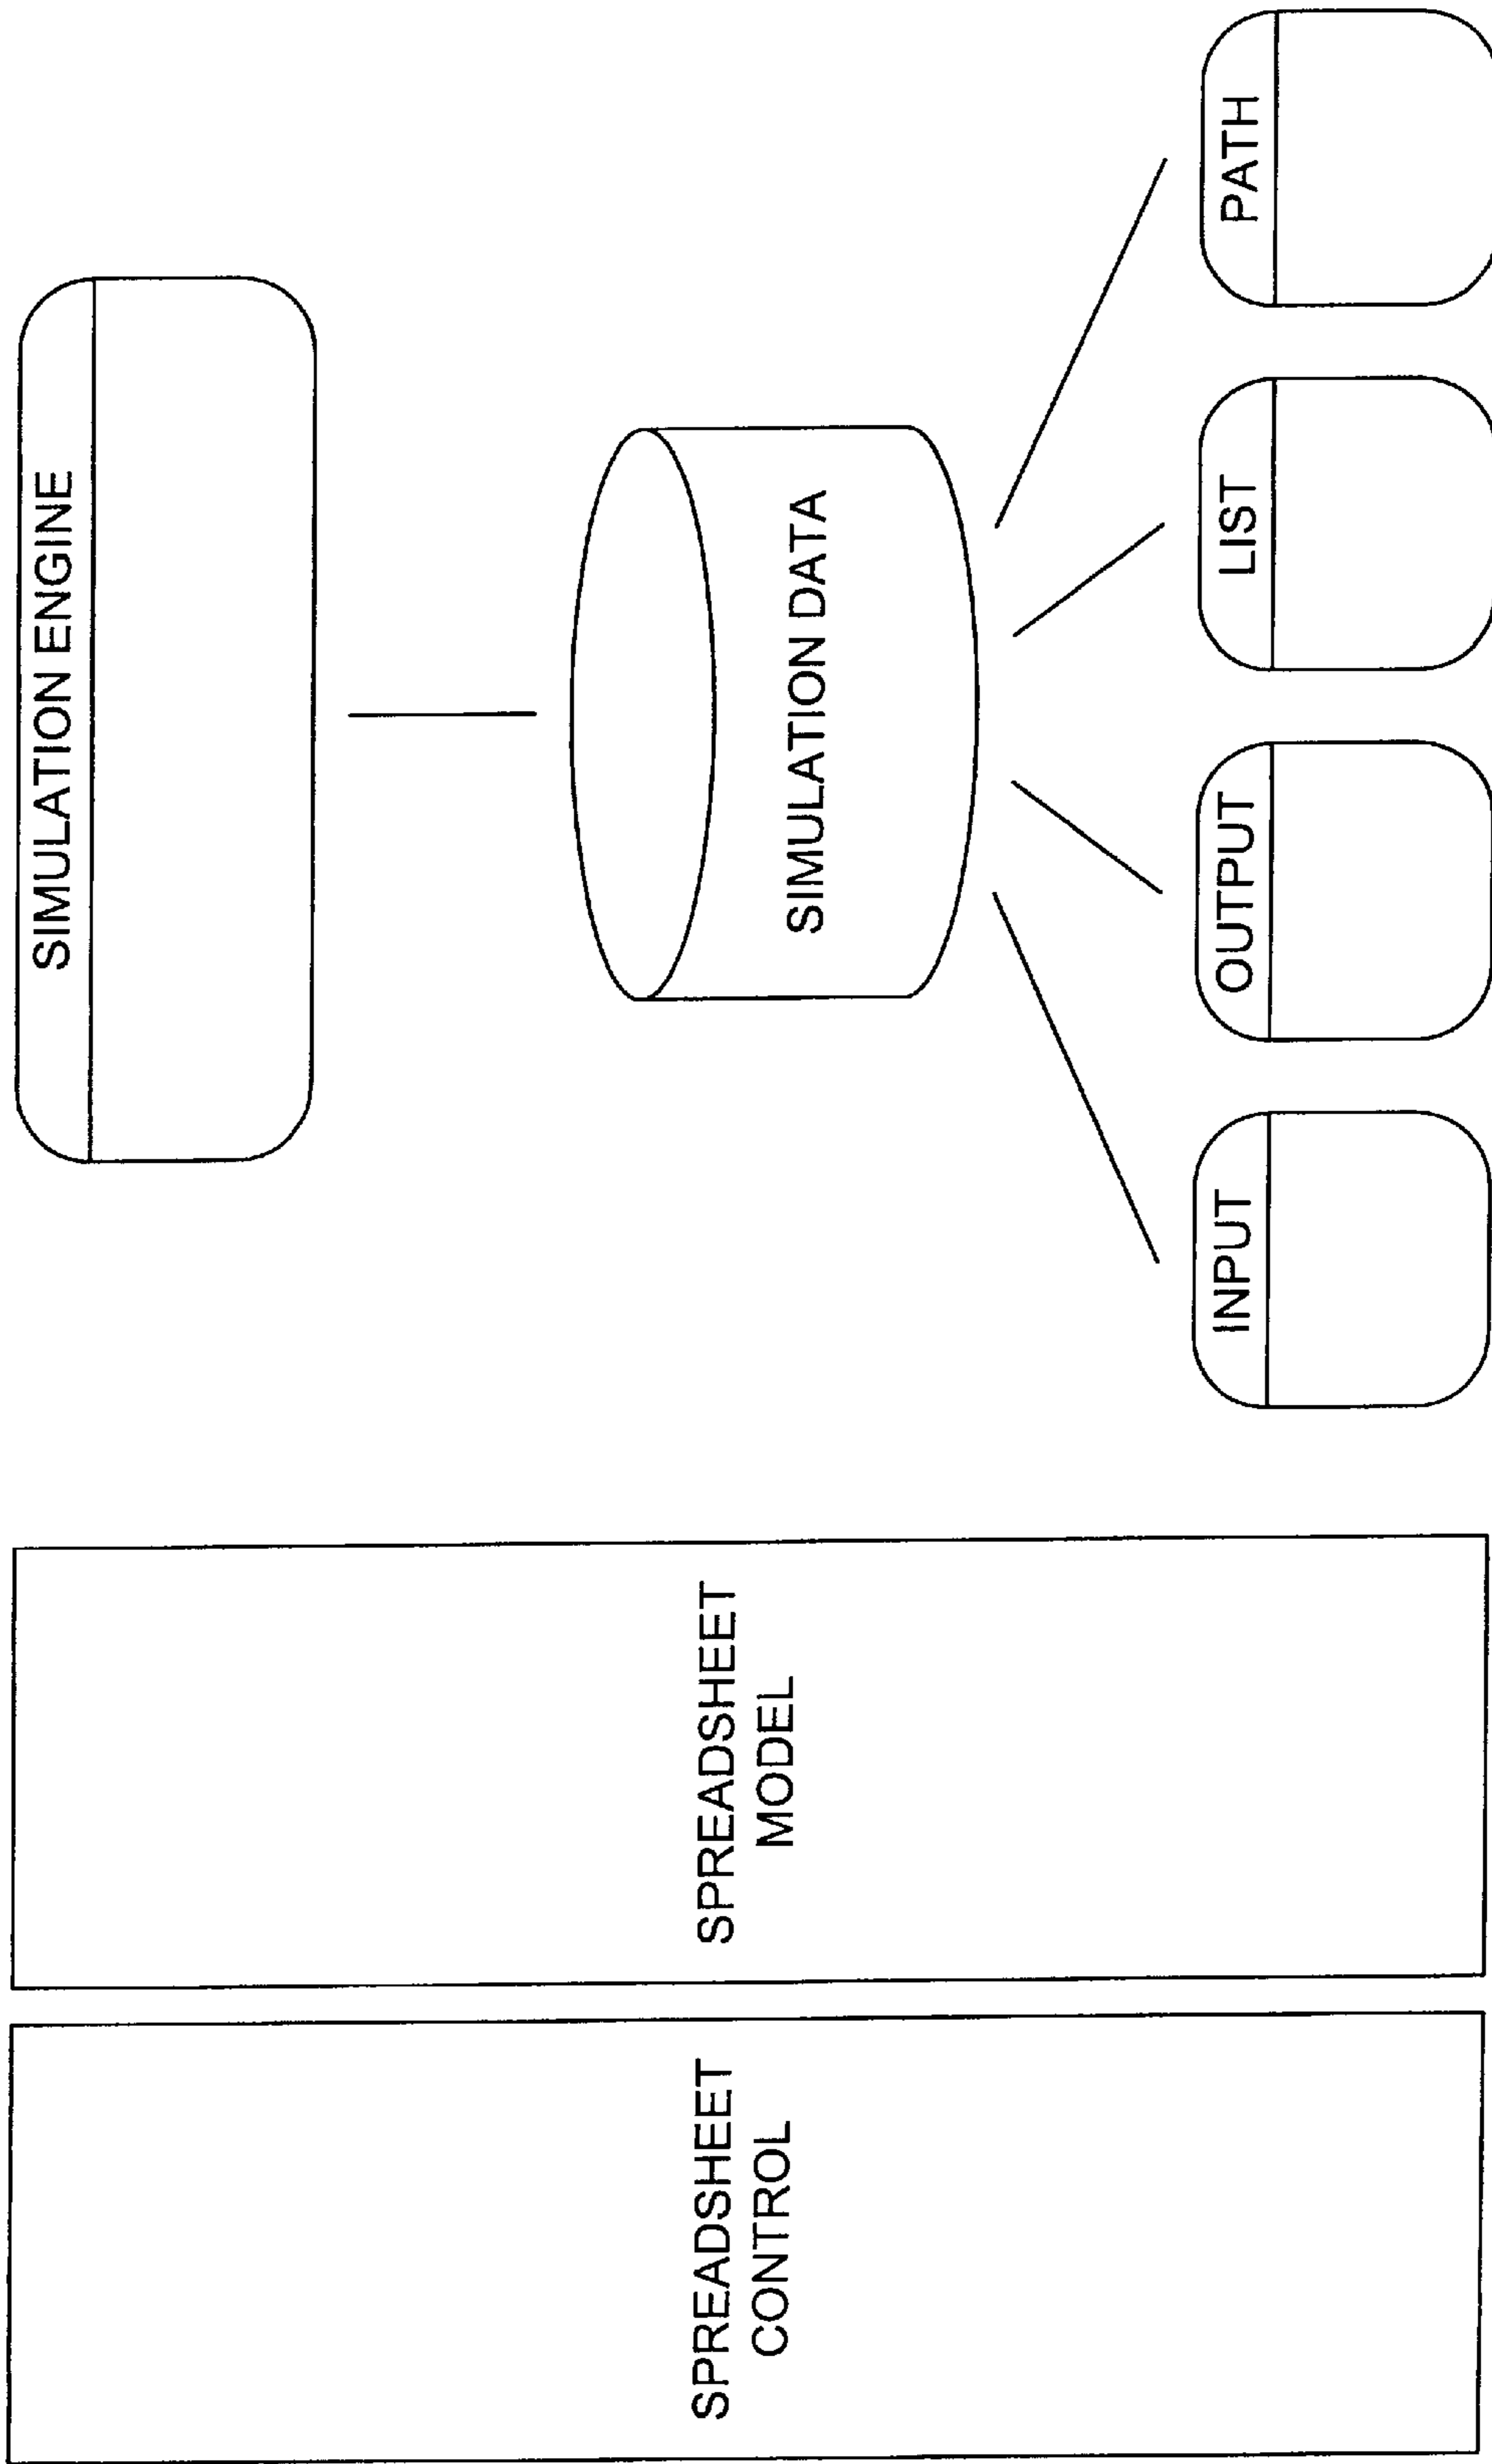 SPREADSHEET
CONTROL
SPREADSHEET
MODEL
SIMULATION ENGINE
SIMULATION DATA
INPUT
OUTPUT
LIST
PATH